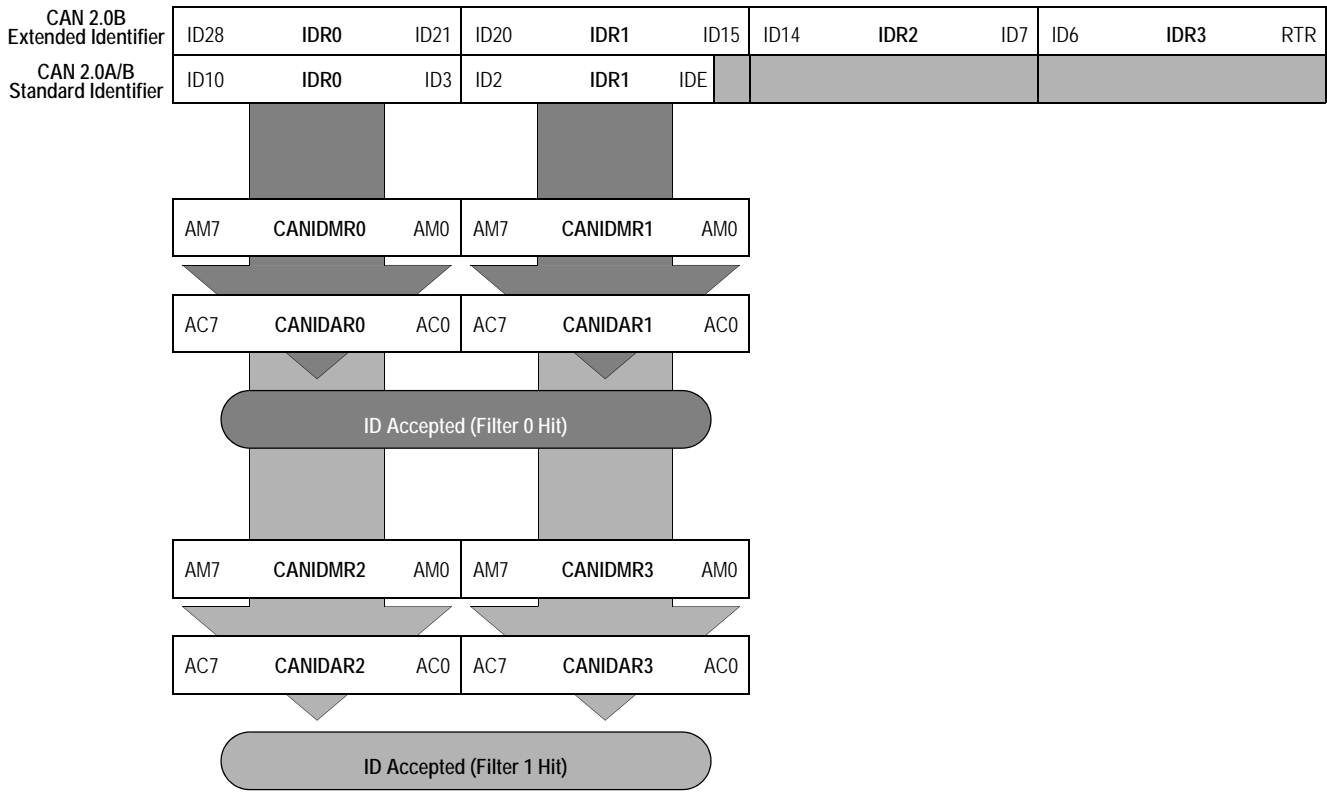 CAN 2.0B
Extended Identifier
ID28 IDR0 ID21 ID20 IDR1 ID15 ID14 IDR2 ID7 ID6 IDR3 RTR
CAN 2.0A/B
Standard Identifier
ID10 IDR0 ID3 ID2 IDR1 IDE
AM7 CANIDMR0 AM0 AM7 CANIDMR1 AM0
AC7 CANIDAR0 AC0 AC7 CANIDAR1 AC0
ID Accepted (Filter 0 Hit)
AM7 CANIDMR2 AM0 AM7 CANIDMR3 AM0
AC7 CANIDAR2 AC0 AC7 CANIDAR3 AC0
ID Accepted (Filter 1 Hit)